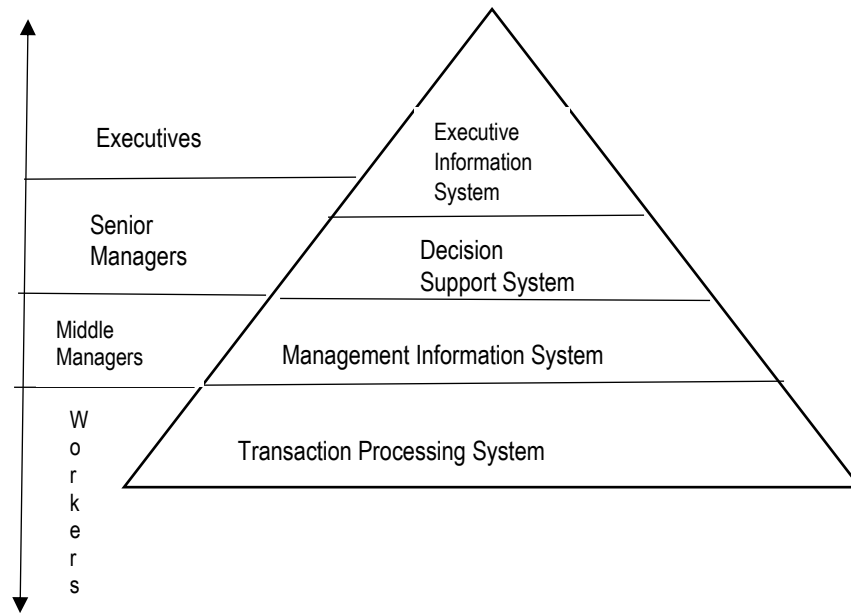 Executives
Executive
Information
System
Senior
Managers
Decision
Support System
Middle
Managers
Management Information System
W
o
r
k
e
r
s
Transaction Processing System